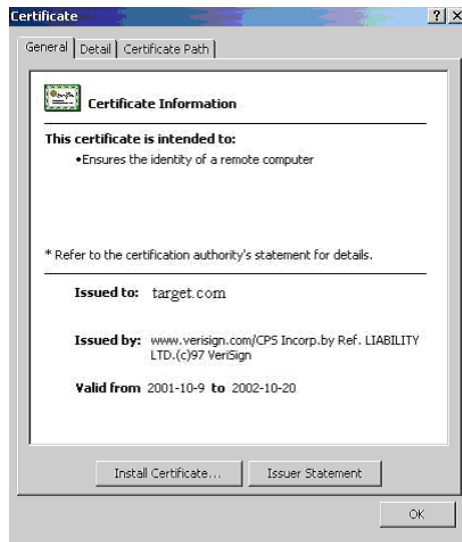 Certificate
General
Detail
Certificate Path
Certificate Information
This certificate is intended to:
•Ensures the identity of a remote computer
* Refer to the certification authority's statement for details.
Issued to: target.com
Issued by: www.verisign.com/CPS Incorp.by Ref. LIABILITY
LTD.(c)97 VeriSign
Valid from 2001-10-9 to 2002-10-20
Install Certificate...
Issuer Statement
OK